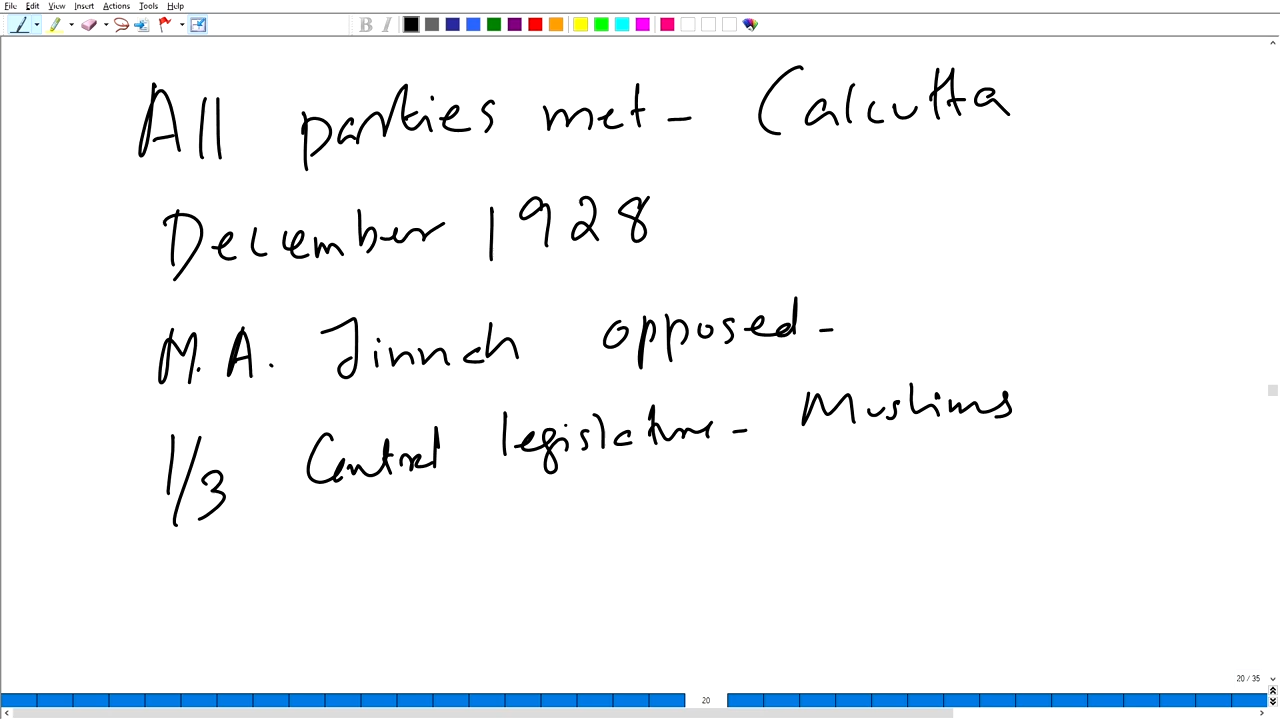 File Edit View Insert Actions Tools Help
B I
All parties met - Calcutta
December 1928
M.A. Jinnah opposed -
1/3 Central legislature - Muslims
20 / 35
20